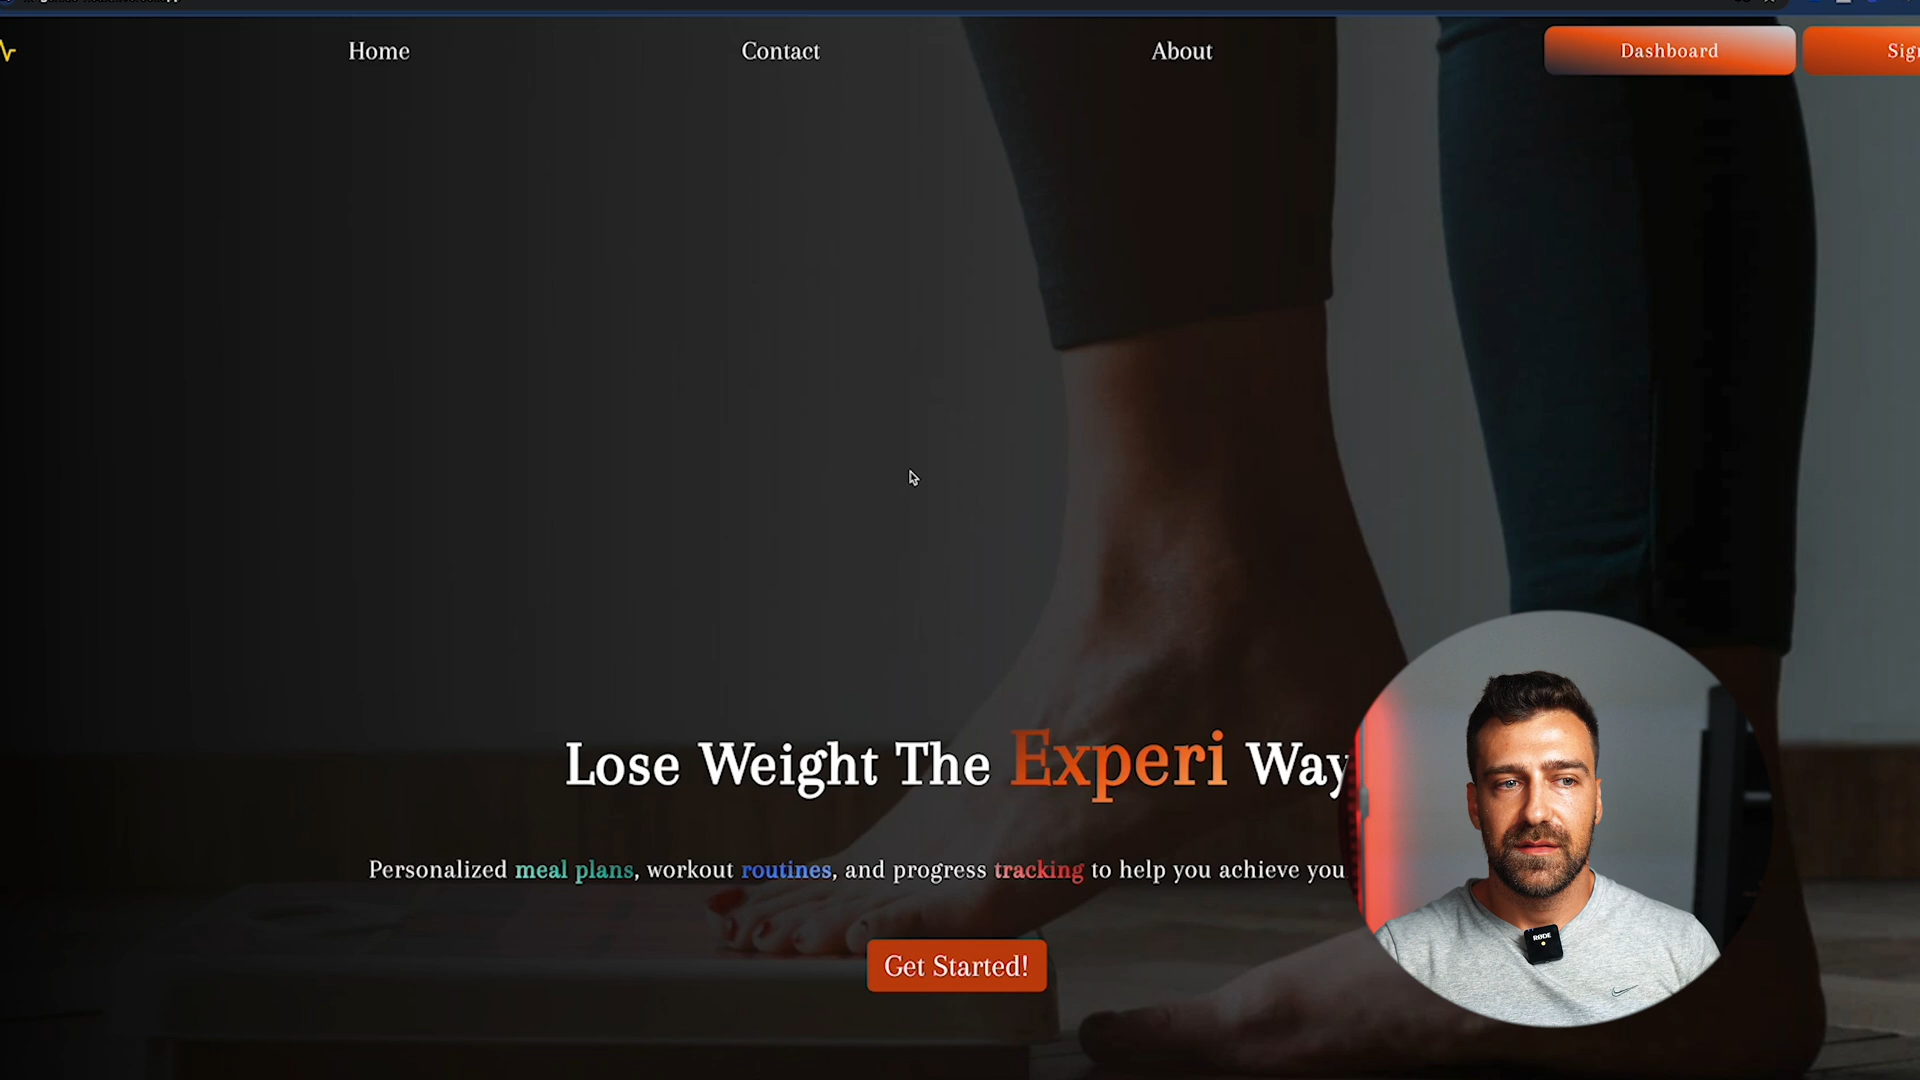 Home
Contact
About
Dashboard
Lose Weight The Experi Way
Personalized meal plans, workout routines, and progress tracking to help you achieve you
Get Started!
RØDE